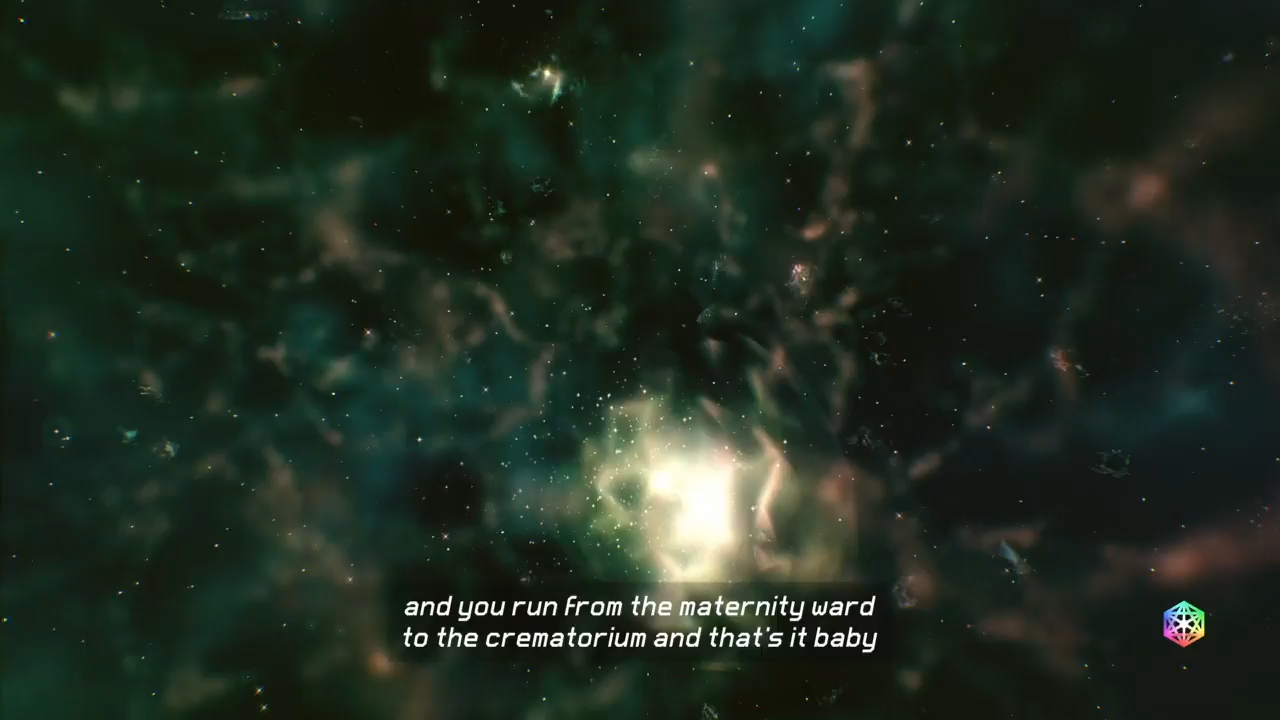 and you run from the maternity ward
to the crematorium and that's it baby